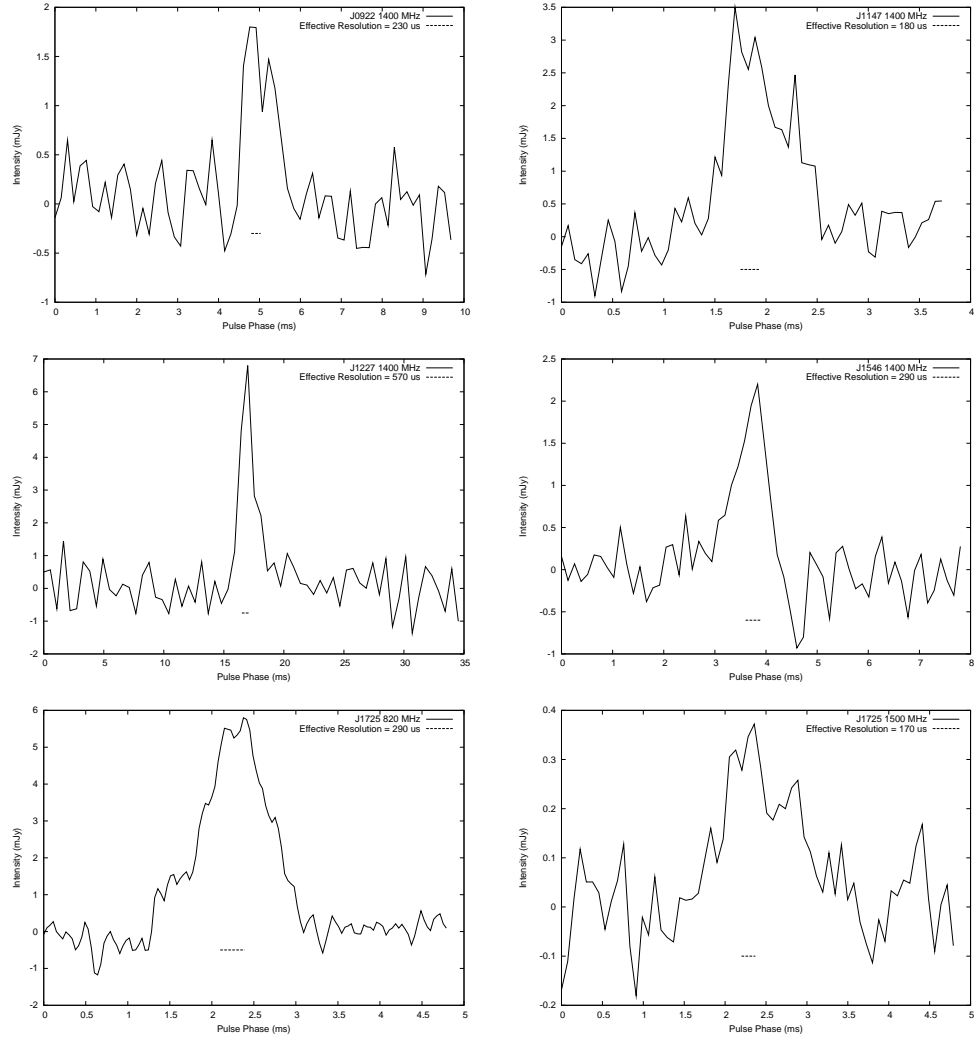 J0922 1400 MHz
Effective Resolution = 230 us
Intensity (mJy)
2
1.5
1
0.5
0
-0.5
-1
0 1 2 3 4 5 6 7 8 9 10
Pulse Phase (ms)
J1147 1400 MHz
Effective Resolution = 180 us
Intensity (mJy)
3.5
3
2.5
2
1.5
1
0.5
0
-0.5
-1
0 0.5 1 1.5 2 2.5 3 3.5 4
Pulse Phase (ms)
J1227 1400 MHz
Effective Resolution = 570 us
Intensity (mJy)
7
6
5
4
3
2
1
0
-1
-2
0 5 10 15 20 25 30 35
Pulse Phase (ms)
J1546 1400 MHz
Effective Resolution = 290 us
Intensity (mJy)
2.5
2
1.5
1
0.5
0
-0.5
-1
0 1 2 3 4 5 6 7 8
Pulse Phase (ms)
J1725 820 MHz
Effective Resolution = 290 us
Intensity (mJy)
6
5
4
3
2
1
0
-1
-2
0 0.5 1 1.5 2 2.5 3 3.5 4 4.5 5
Pulse Phase (ms)
J1725 1500 MHz
Effective Resolution = 170 us
Intensity (mJy)
0.4
0.3
0.2
0.1
0
-0.1
-0.2
0 0.5 1 1.5 2 2.5 3 3.5 4 4.5 5
Pulse Phase (ms)